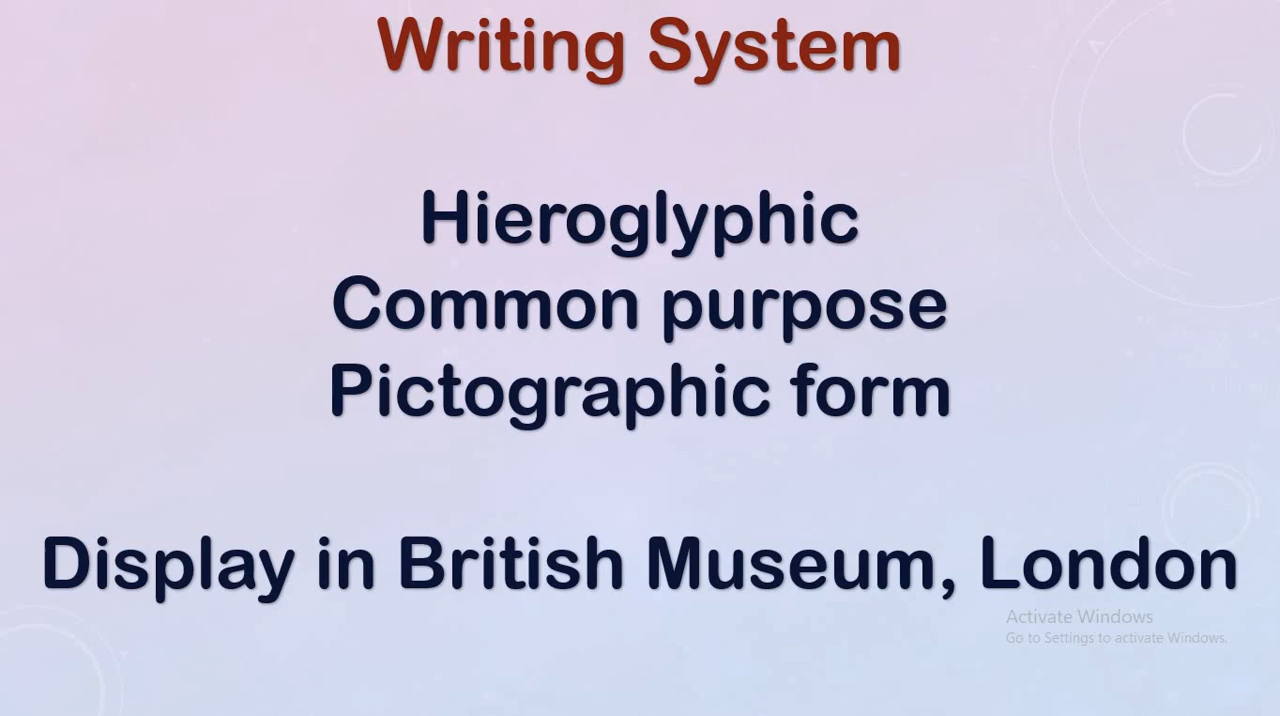 Writing System
Hieroglyphic
Common purpose
Pictographic form
Display in British Museum, London
Activate Windows
Go to Settings to activate Windows.